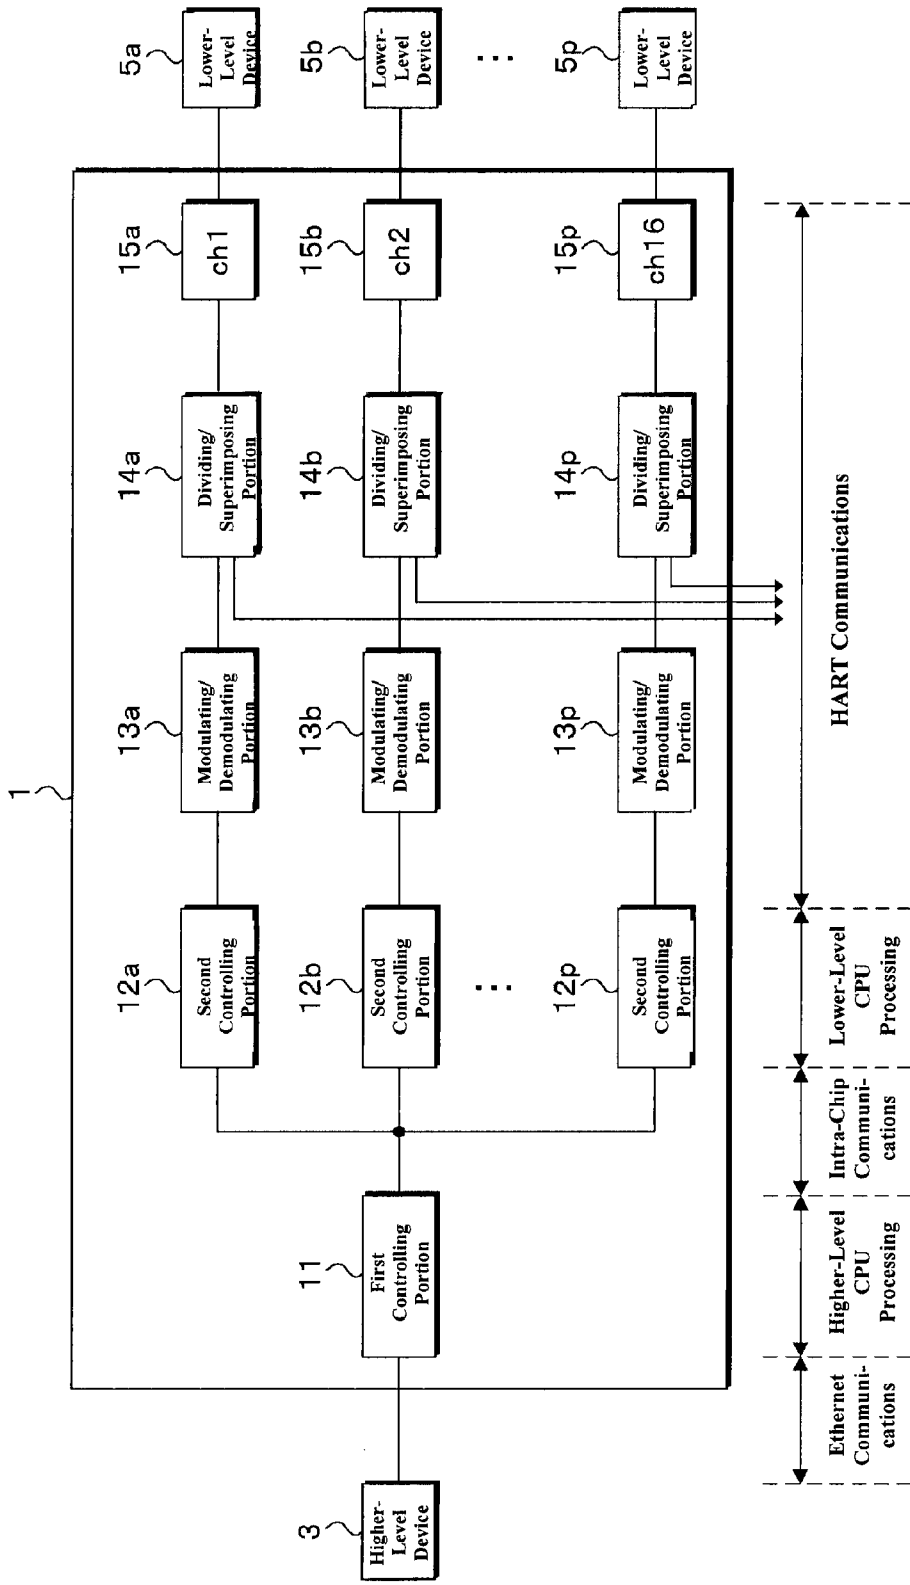 1
3
Higher-
Level
Device
11
First
Controlling
Portion
12a
Second
Controlling
Portion
12b
Second
Controlling
Portion
...
12p
Second
Controlling
Portion
13a
Modulating/
Demodulating
Portion
13b
Modulating/
Demodulating
Portion
13p
Modulating/
Demodulating
Portion
14a
Dividing/
Superimposing
Portion
14b
Dividing/
Superimposing
Portion
14p
Dividing/
Superimposing
Portion
15a
ch1
15b
ch2
15p
ch16
5a
Lower-
Level
Device
5b
Lower-
Level
Device
...
5p
Lower-
Level
Device
Ethernet
Communi-
cations
Higher-Level
CPU
Processing
Intra-Chip
Communi-
cations
Lower-Level
CPU
Processing
HART Communications